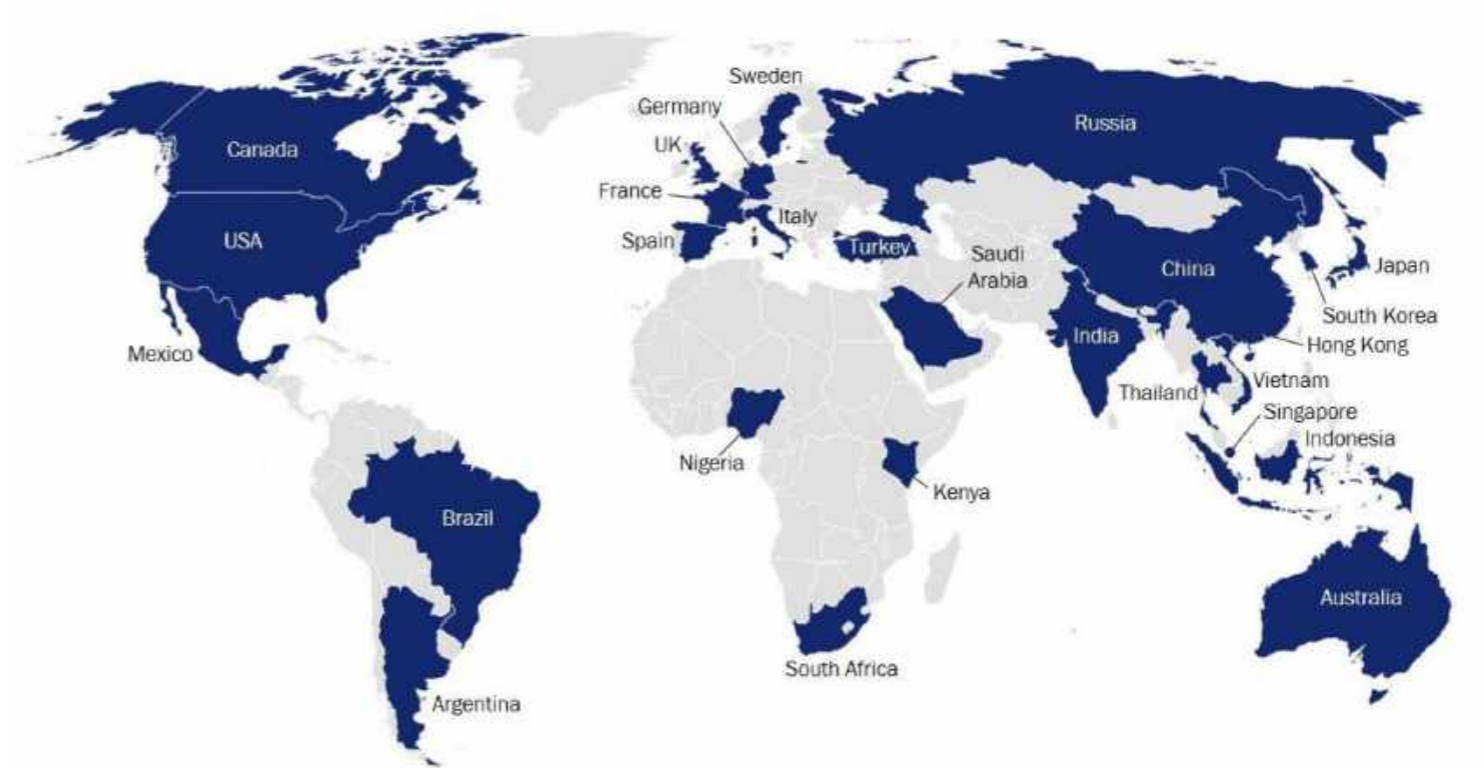 Sweden
Germany
UK
Russia
Canada
France
Italy
USA
Spain
Turkey
Saudi
Arabia
China
Japan
South Korea
India
Hong Kong
Mexico
Thailand
Vietnam
Singapore
Indonesia
Nigeria
Kenya
Brazil
Australia
South Africa
Argentina